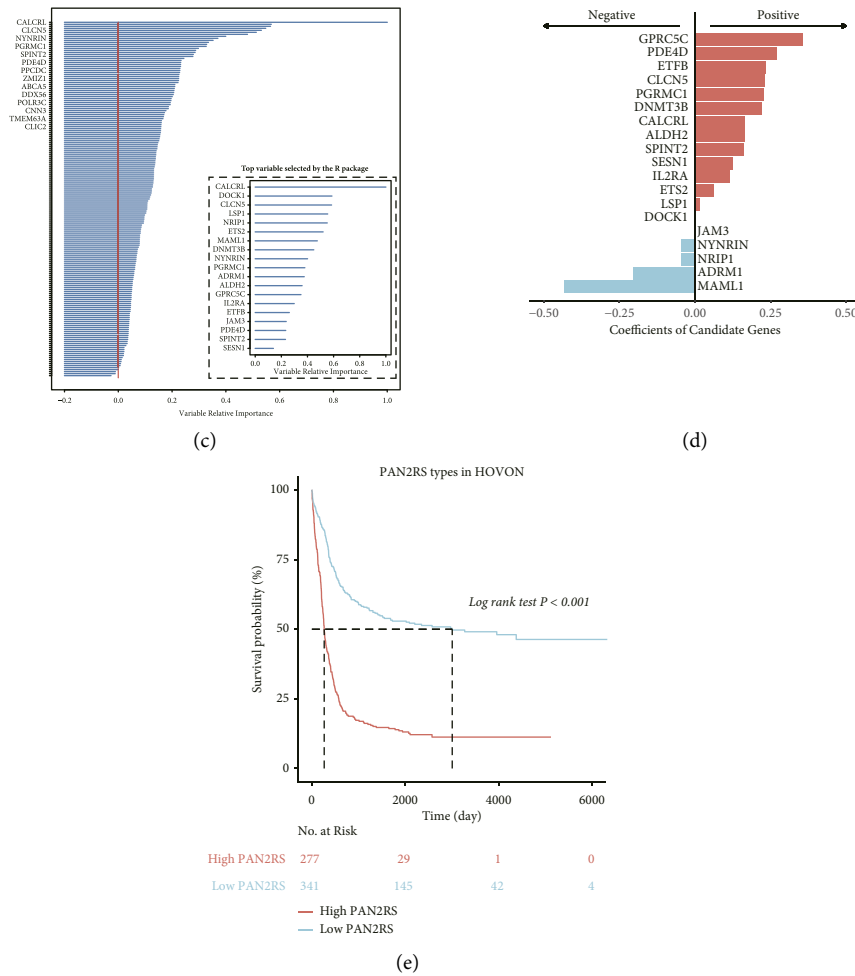 CALCRL
CLCN5
NYNRIN
PGRMC1
SPINT2
PDE4D
PPCDC
ZMIZ1
ABCA5
DDX56
POLR3C
CNN3
TMEM63A
CLIC2
Top variable selected by the R package
CALCRL
DOCK1
CLCN5
LSP1
NRIP1
ETS2
MAML1
DNMT3B
NYNRIN
PGRMC1
ADRM1
ALDH2
GPRC5C
IL2RA
ETFB
JAM3
PDE4D
SPINT2
SESN1
0.0 0.2 0.4 0.6 0.8 1.0
Variable Relative Importance
−0.2 0.0 0.2 0.4 0.6 0.8 1.0
Variable Relative Importance
(c)
Negative Positive
GPRC5C
PDE4D
ETFB
CLCN5
PGRMC1
DNMT3B
CALCRL
ALDH2
SPINT2
SESN1
IL2RA
ETS2
LSP1
DOCK1
JAM3
NYNRIN
NRIP1
ADRM1
MAML1
−0.50 −0.25 0.00 0.25 0.50
Coefficients of Candidate Genes
(d)
PAN2RS types in HOVON
Survival probability (%)
100
75
50
25
0
Log rank test P < 0.001
0 2000 4000 6000
Time (day)
No. at Risk
High PAN2RS 277 29 1 0
Low PAN2RS 341 145 42 4
High PAN2RS
Low PAN2RS
(e)